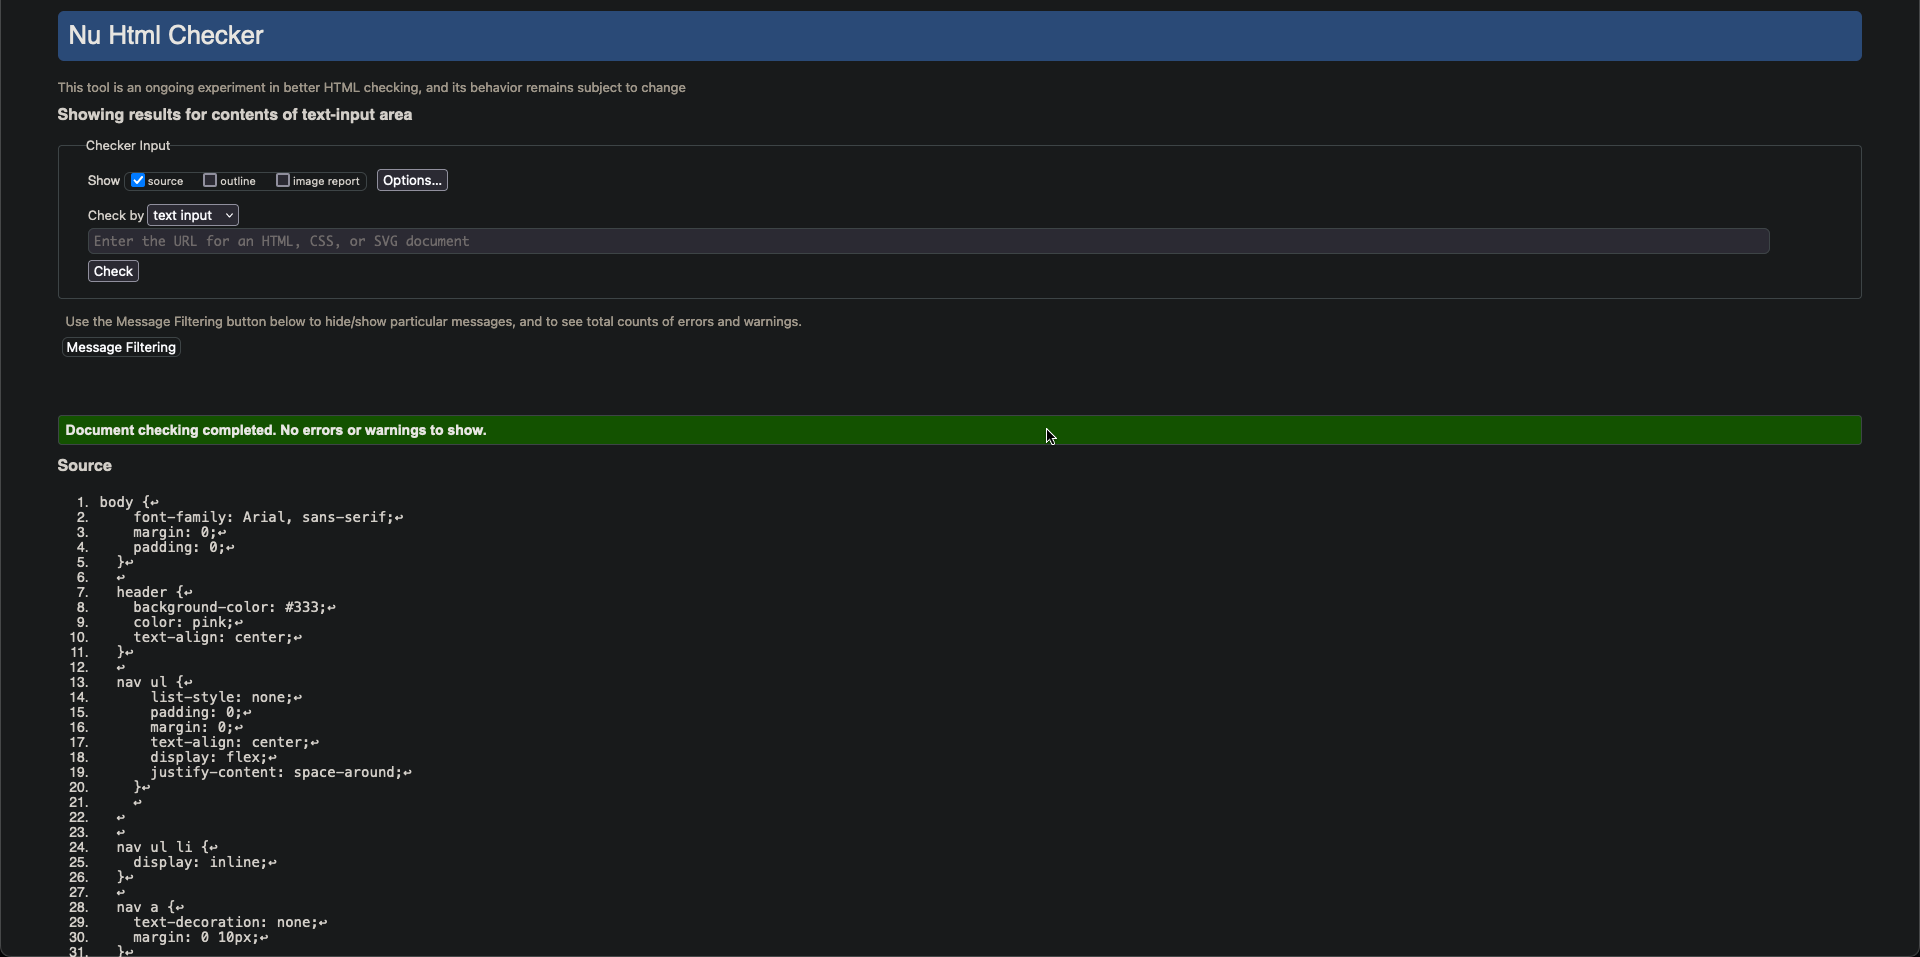 Nu Html Checker
This tool is an ongoing experiment in better HTML checking, and its behavior remains subject to change
Showing results for contents of text-input area
Checker Input
Show source outline image report Options...
Check by text input
Enter the URL for an HTML, CSS, or SVG document
Check
Use the Message Filtering button below to hide/show particular messages, and to see total counts of errors and warnings.
Message Filtering
Document checking completed. No errors or warnings to show.
Source
1. body {↩
2.     font-family: Arial, sans-serif;↩
3.     margin: 0;↩
4.     padding: 0;↩
5.   }↩
6.   ↩
7.   header {↩
8.     background-color: #333;↩
9.     color: pink;↩
10.     text-align: center;↩
11.   }↩
12.   ↩
13.   nav ul {↩
14.       list-style: none;↩
15.       padding: 0;↩
16.       margin: 0;↩
17.       text-align: center;↩
18.       display: flex;↩
19.       justify-content: space-around;↩
20.     }↩
21.     ↩
22.   ↩
23.   ↩
24.   nav ul li {↩
25.     display: inline;↩
26.   }↩
27.   ↩
28.   nav a {↩
29.     text-decoration: none;↩
30.     margin: 0 10px;↩
31.   }↩